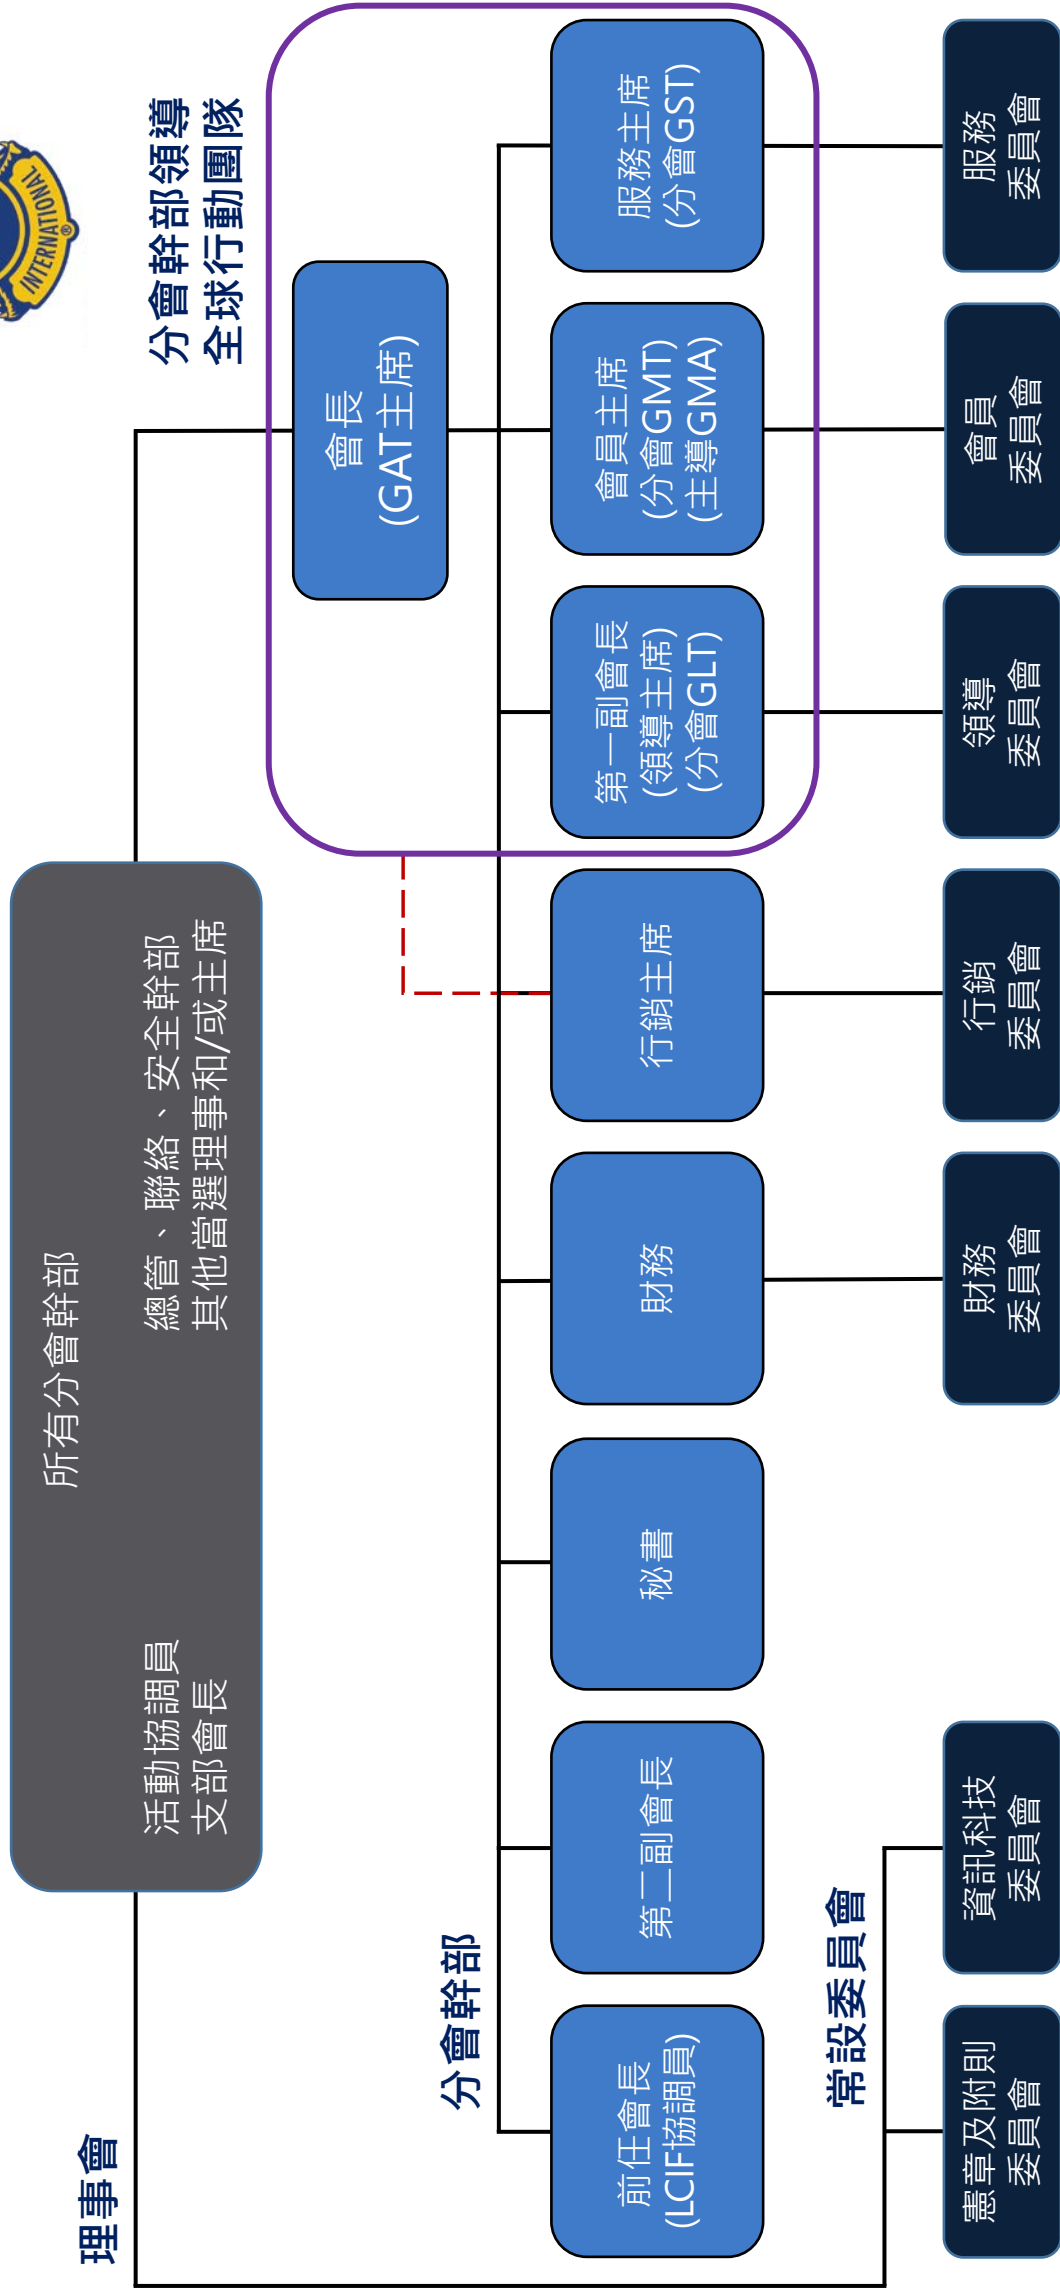 INTERNATIONAL
®
理事會
所有分會幹部
活動協調員
支部會長
總管、聯絡、安全幹部
其他當選理事和/或主席
分會幹部領導
全球行動團隊
會長
(GAT主席)
分會幹部
前任會長
(LCIF協調員)
第二副會長
秘書
財務
行銷主席
第一副會長
(領導主席)
(分會GLT)
會員主席
(分會GMT)
(主導GMA)
服務主席
(分會GST)
常設委員會
憲章及附則
委員會
資訊科技
委員會
財務
委員會
行銷
委員會
領導
委員會
會員
委員會
服務
委員會